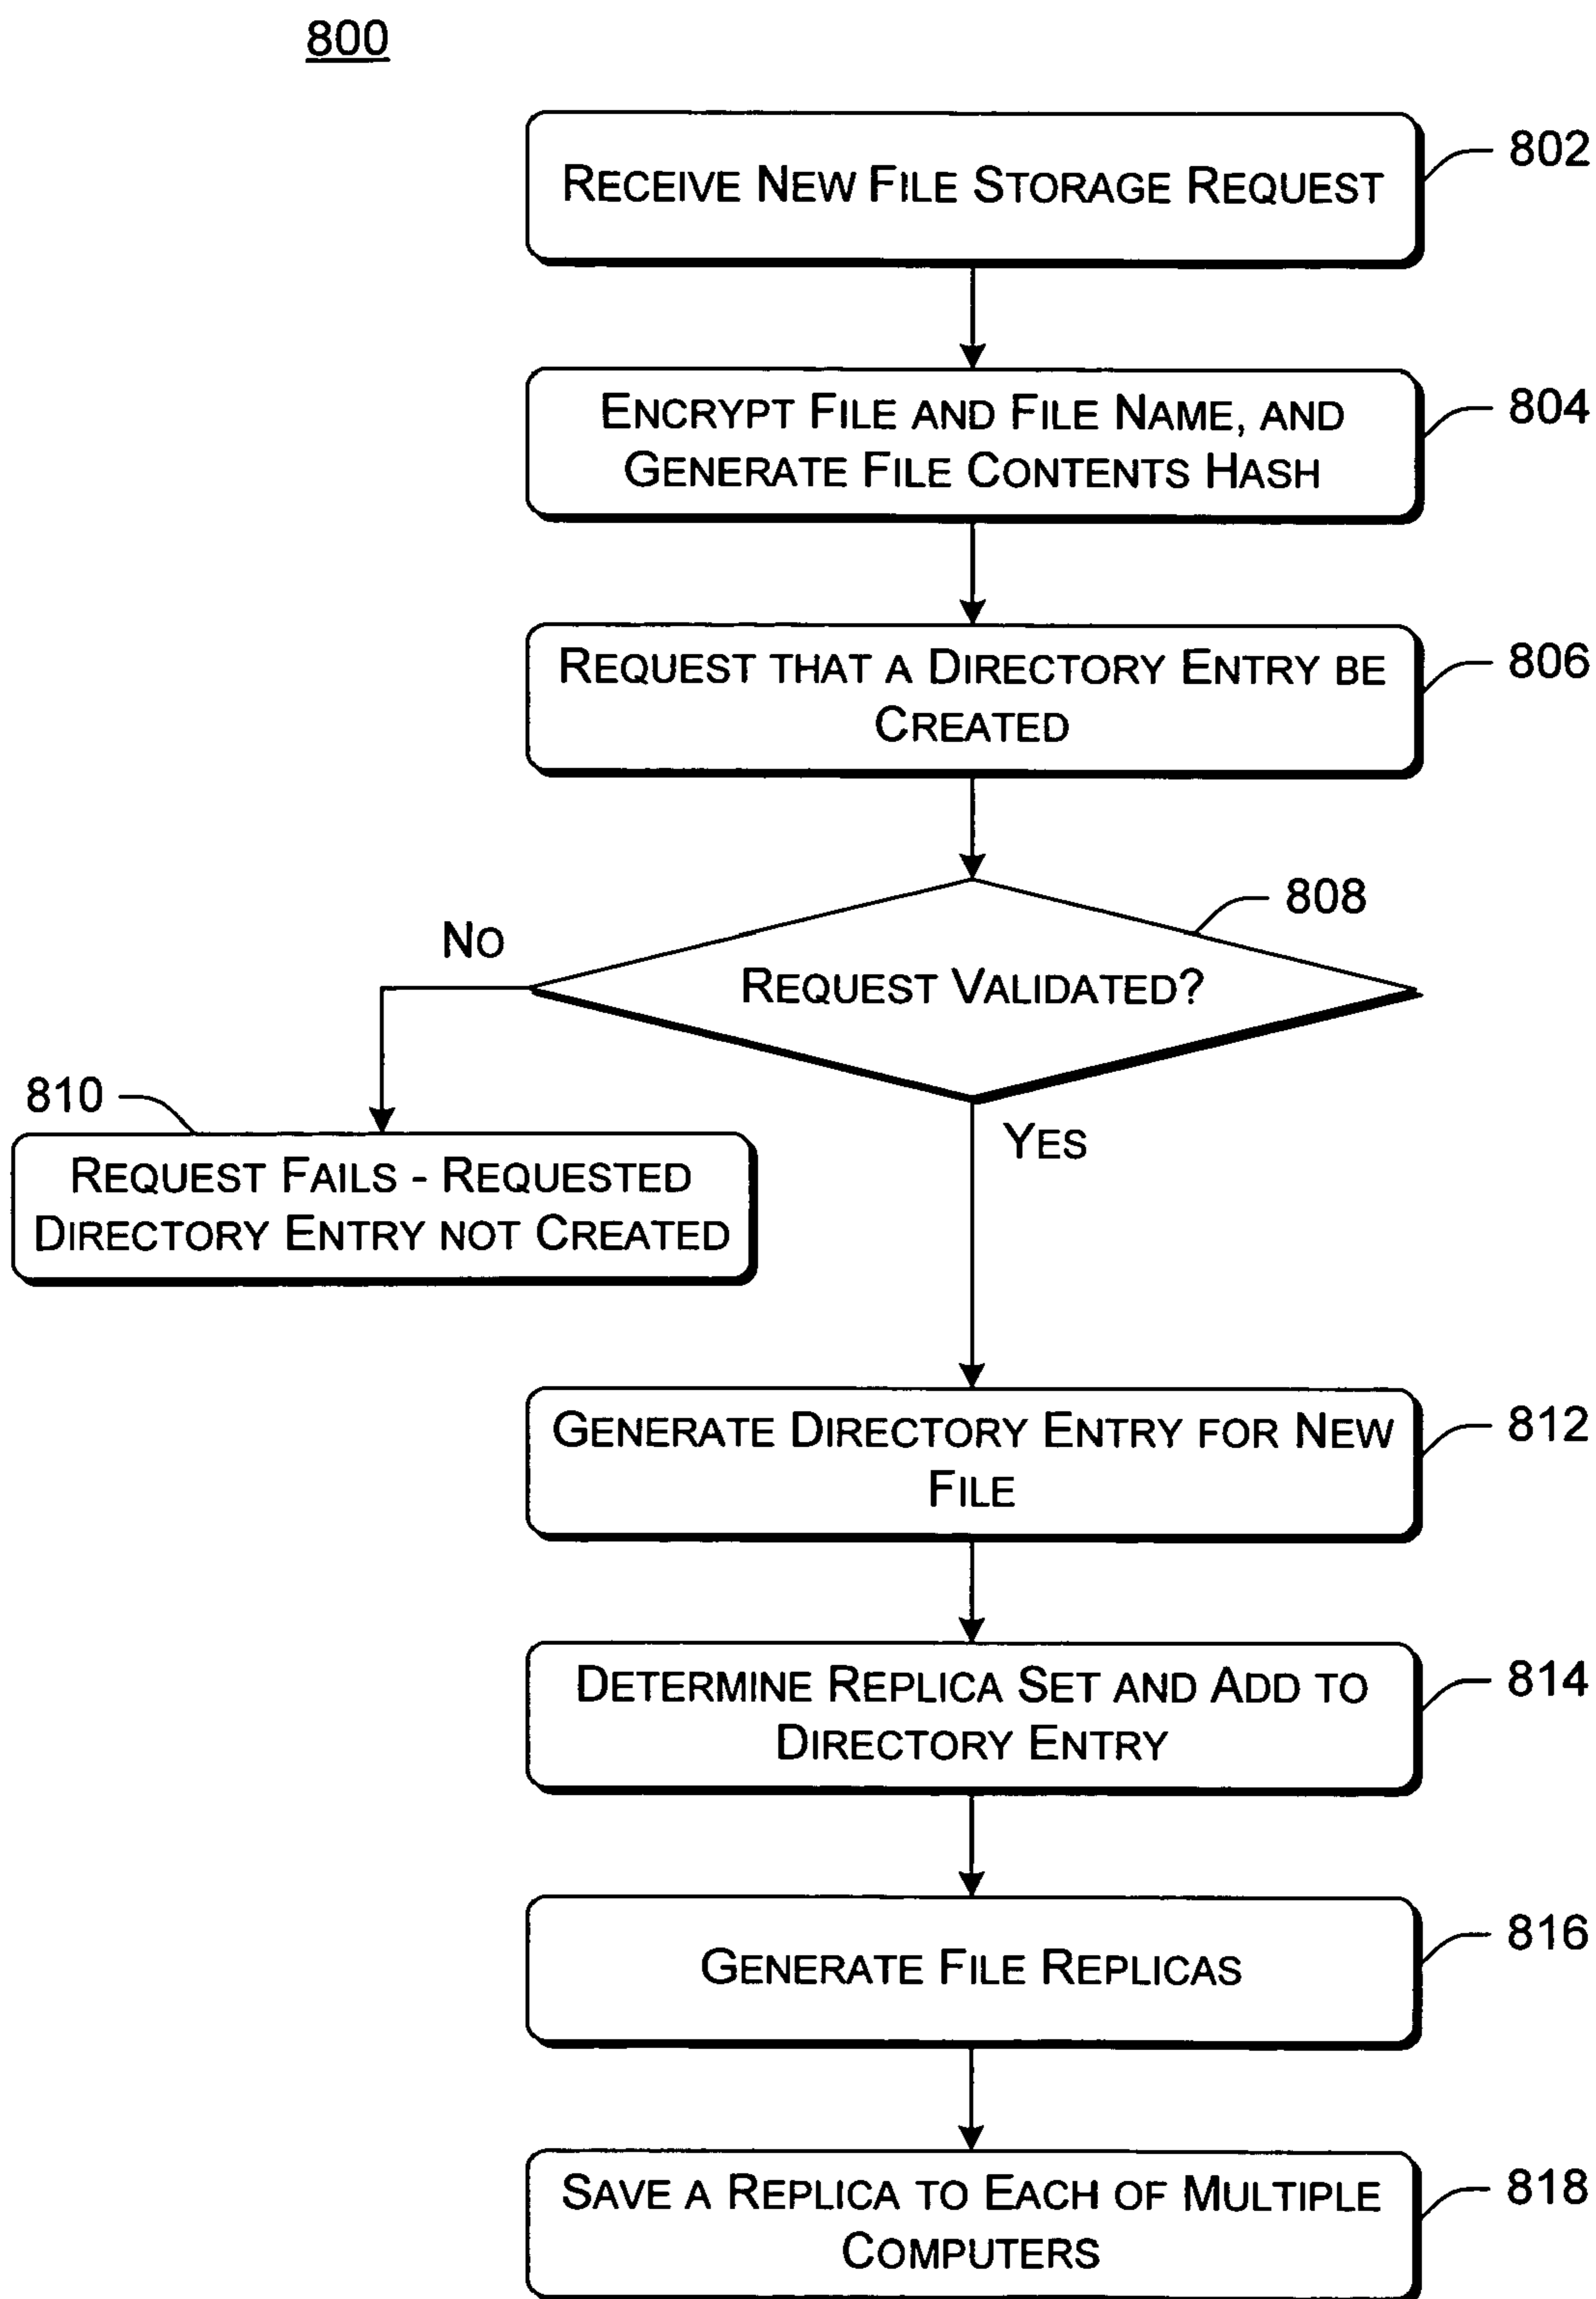 800
RECEIVE NEW FILE STORAGE REQUEST
802
ENCRYPT FILE AND FILE NAME, AND
GENERATE FILE CONTENTS HASH
804
REQUEST THAT A DIRECTORY ENTRY BE
CREATED
806
808
NO
REQUEST VALIDATED?
810
YES
REQUEST FAILS - REQUESTED
DIRECTORY ENTRY NOT CREATED
GENERATE DIRECTORY ENTRY FOR NEW
FILE
812
DETERMINE REPLICA SET AND ADD TO
DIRECTORY ENTRY
814
GENERATE FILE REPLICAS
816
SAVE A REPLICA TO EACH OF MULTIPLE
COMPUTERS
818